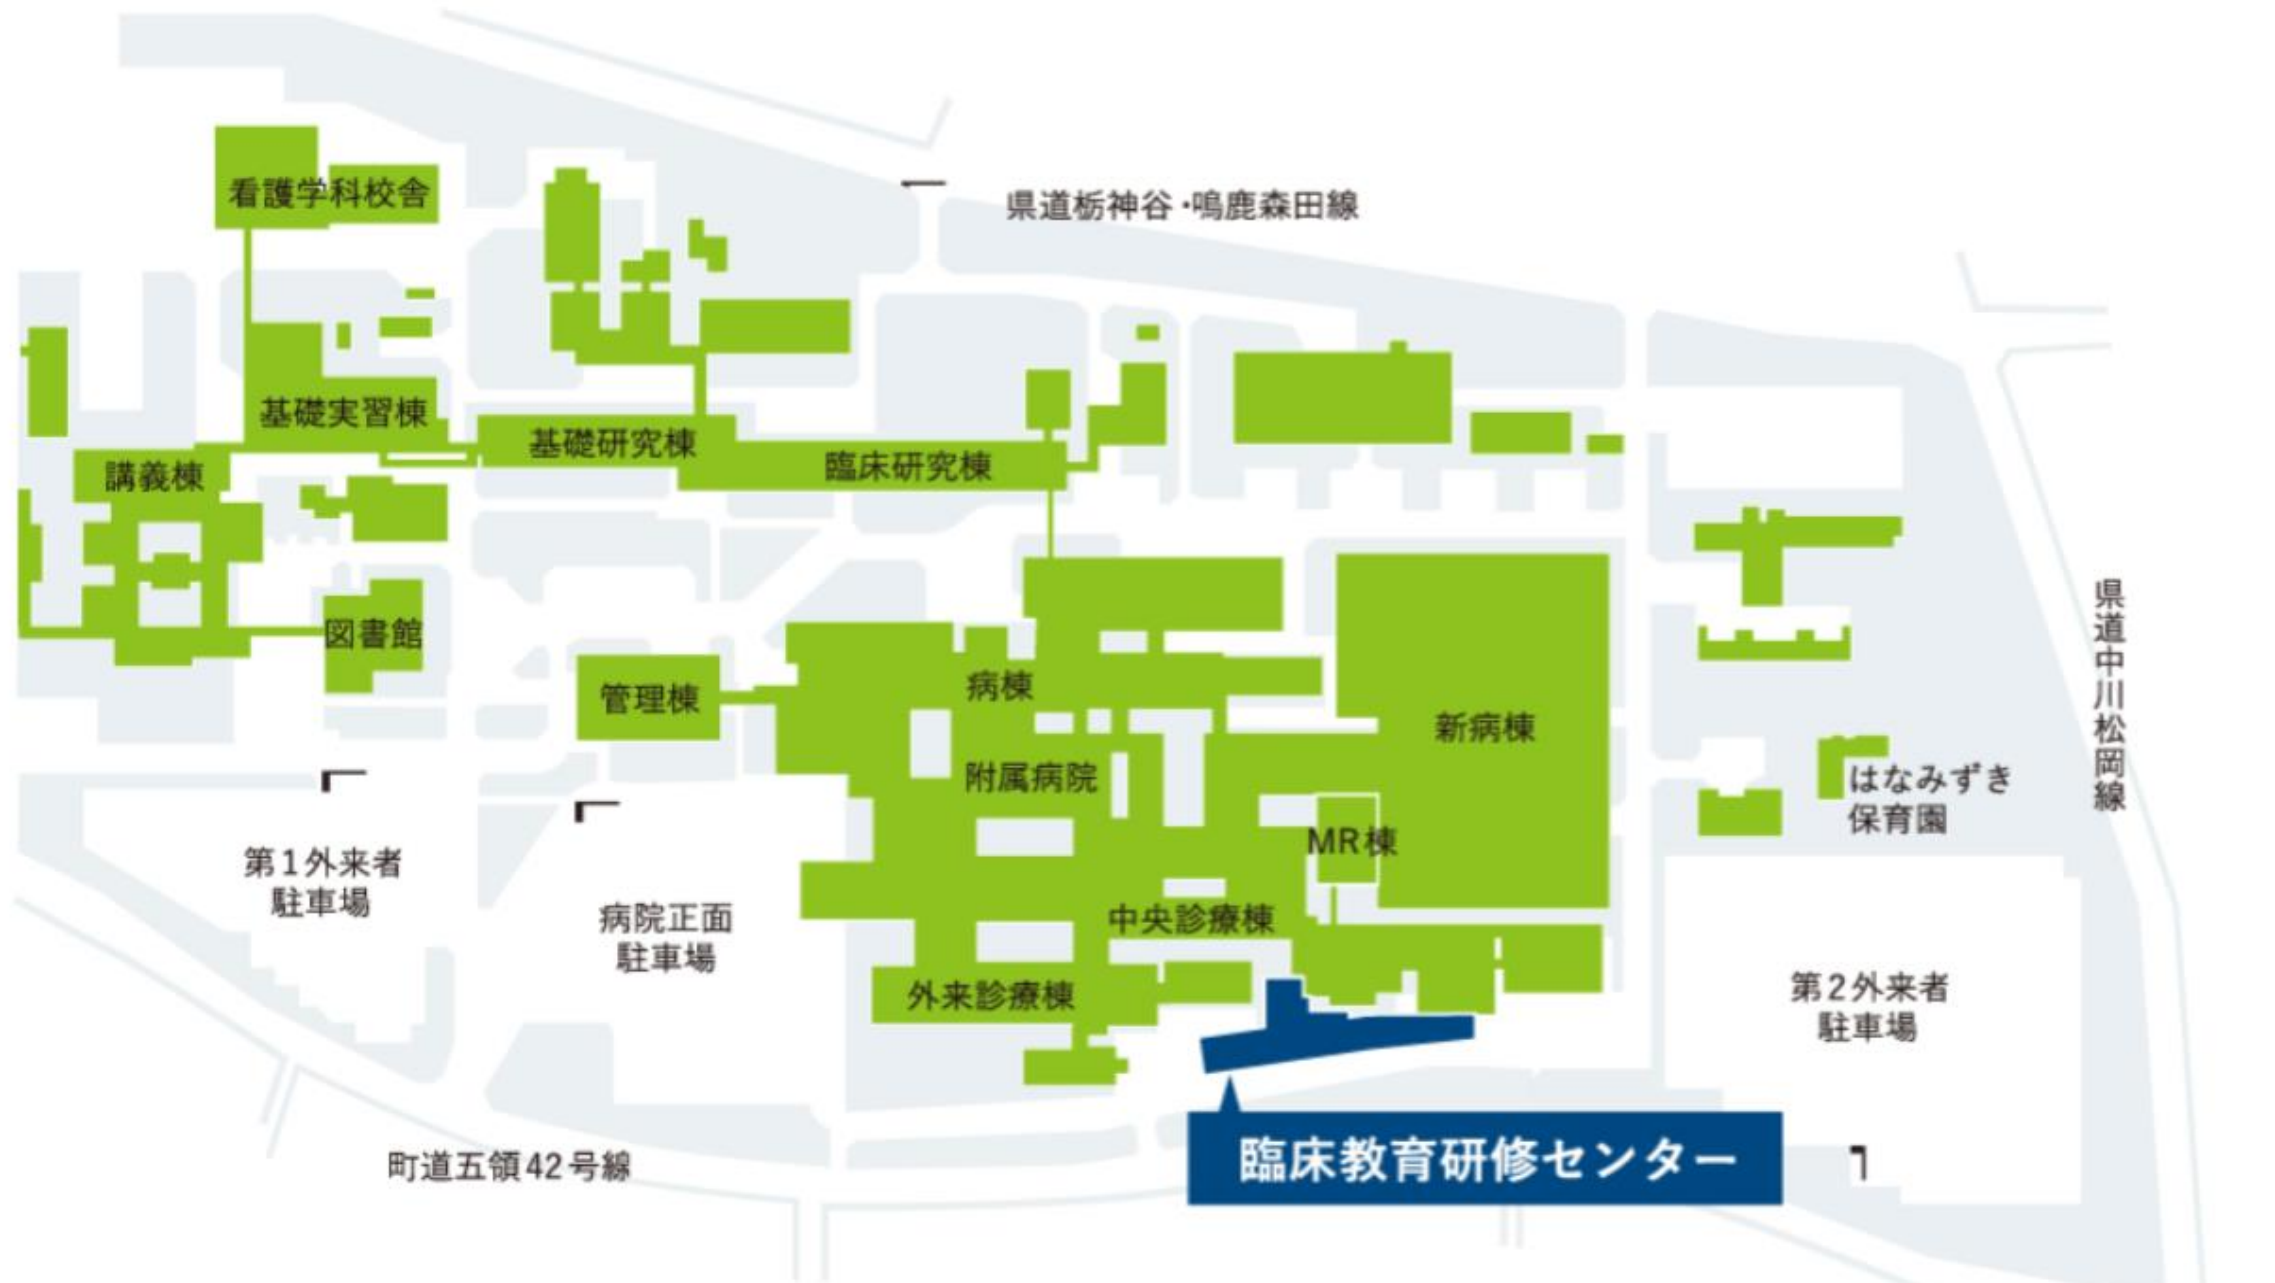 看護学科校舎
県道栃神谷・鳴鹿森田線
基礎実習棟
基礎研究棟
臨床研究棟
講義棟
図書館
管理棟
病棟
新病棟
附属病院
MR棟
はなみずき
保育園
県道中川松岡線
第1外来者
駐車場
病院正面
駐車場
中央診療棟
外来診療棟
第2外来者
駐車場
臨床教育研修センター
町道五領42号線